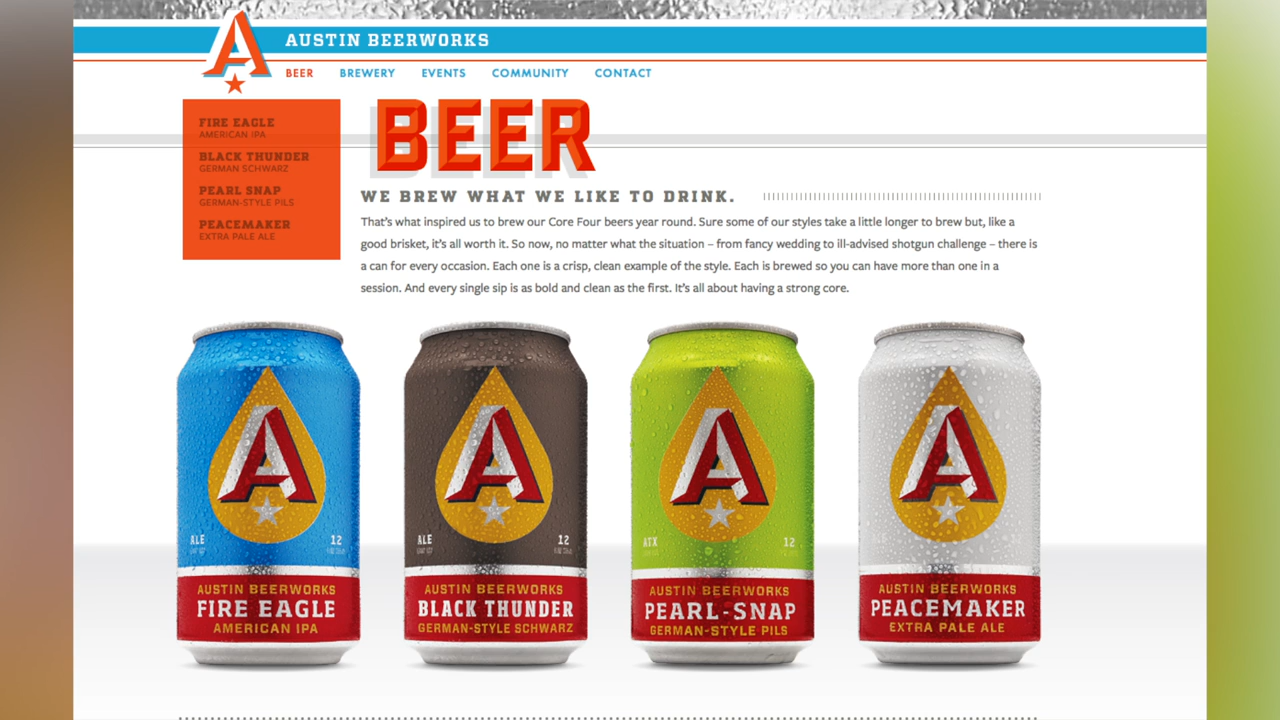 AUSTIN BEERWORKS
BEER BREWERY EVENTS COMMUNITY CONTACT
FIRE EAGLE
AMERICAN IPA
BLACK THUNDER
GERMAN SCHWARZ
PEARL SNAP
GERMAN-STYLE PILS
PEACEMAKER
EXTRA PALE ALE
BEER
WE BREW WHAT WE LIKE TO DRINK.
That's what inspired us to brew our Core Four beers year round. Sure some of our styles take a little longer to brew but, like a
good brisket, it's all worth it. So now, no matter what the situation – from fancy wedding to ill-advised shotgun challenge – there is
a can for every occasion. Each one is a crisp, clean example of the style. Each is brewed so you can have more than one in a
session. And every single sip is as bold and clean as the first. It's all about having a strong core.
A
ALE 12
AUSTIN BEERWORKS
FIRE EAGLE
AMERICAN IPA
A
ALE 12
AUSTIN BEERWORKS
BLACK THUNDER
GERMAN-STYLE SCHWARZ
A
ATX 12
AUSTIN BEERWORKS
PEARL-SNAP
GERMAN-STYLE PILS
A
AUSTIN BEERWORKS
PEACEMAKER
EXTRA PALE ALE